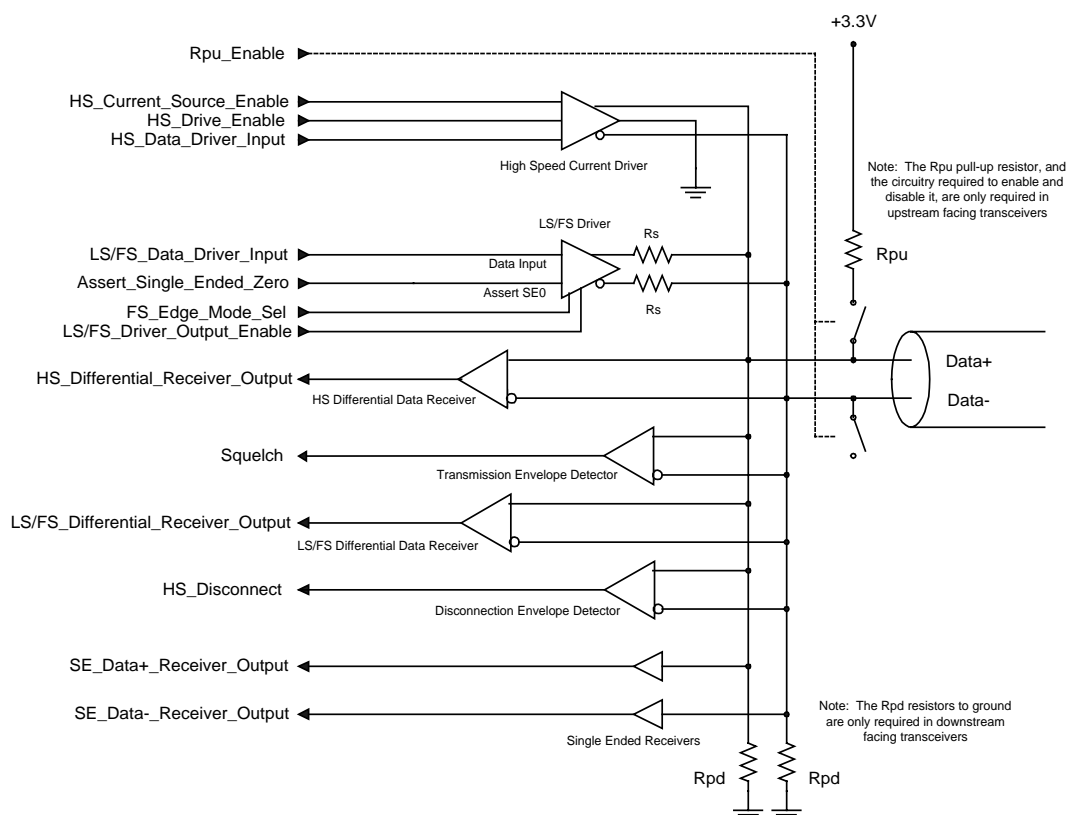 +3.3V
Rpu_Enable
HS_Current_Source_Enable
HS_Drive_Enable
HS_Data_Driver_Input
High Speed Current Driver
Note: The Rpu pull-up resistor, and
the circuitry required to enable and
disable it, are only required in
upstream facing transceivers
LS/FS Driver
Rs
LS/FS_Data_Driver_Input
Data Input
Rpu
Assert_Single_Ended_Zero
Assert SE0
Rs
FS_Edge_Mode_Sel
LS/FS_Driver_Output_Enable
Data+
HS_Differential_Receiver_Output
HS Differential Data Receiver
Data-
Squelch
Transmission Envelope Detector
LS/FS_Differential_Receiver_Output
LS/FS Differential Data Receiver
HS_Disconnect
Disconnection Envelope Detector
SE_Data+_Receiver_Output
SE_Data-_Receiver_Output
Single Ended Receivers
Note: The Rpd resistors to ground
are only required in downstream
facing transceivers
Rpd
Rpd